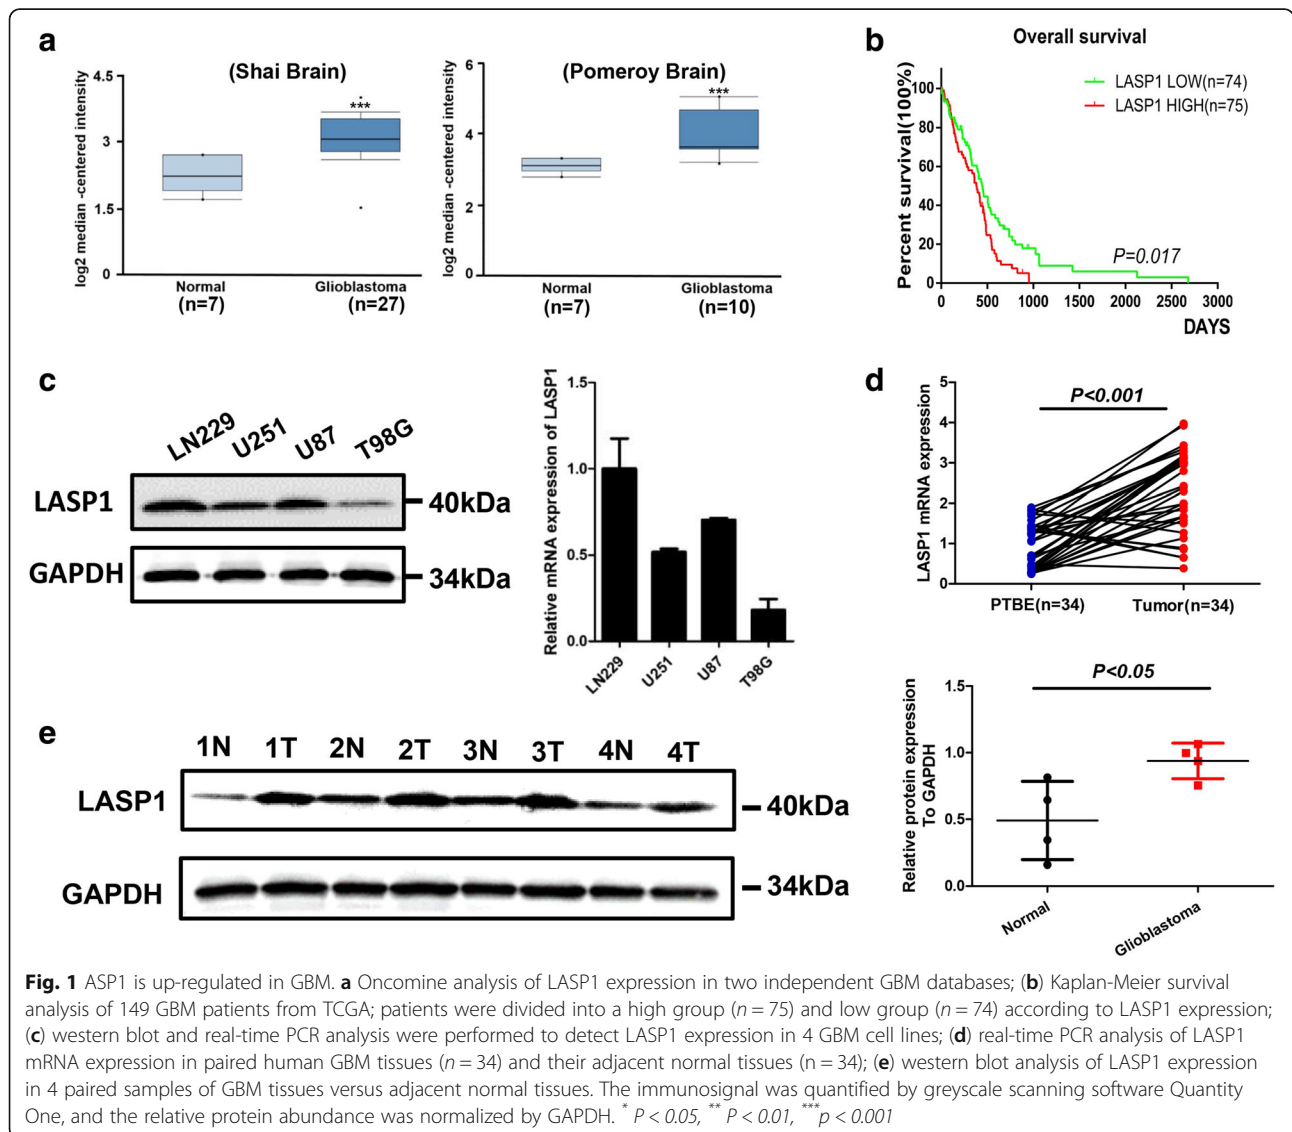 a
(Shai Brain)
log2 median -centered intensity
4.5
3
1.5
0
***
Normal
(n=7)
Glioblastoma
(n=27)
(Pomeroy Brain)
log2 median -centered intensity
6
4
2
0
***
Normal
(n=7)
Glioblastoma
(n=10)
b
Overall survival
Percent survival(100%)
100
80
60
40
20
0
LASP1 LOW(n=74)
LASP1 HIGH(n=75)
P=0.017
0 500 1000 1500 2000 2500 3000
DAYS
c
LN229 U251 U87 T98G
LASP1
40kDa
GAPDH
34kDa
Relative mRNA expression of LASP1
1.5
1.0
0.5
0.0
LN229 U251 U87 T98G
d
LASP1 mRNA expression
5
4
3
2
1
0
P<0.001
PTBE(n=34) Tumor(n=34)
e
1N 1T 2N 2T 3N 3T 4N 4T
LASP1
40kDa
GAPDH
34kDa
Relative protein expression
To GAPDH
1.5
1.0
0.5
0.0
P<0.05
Normal
Glioblastoma
Fig. 1 ASP1 is up-regulated in GBM. a Oncomine analysis of LASP1 expression in two independent GBM databases; (b) Kaplan-Meier survival
analysis of 149 GBM patients from TCGA; patients were divided into a high group (n = 75) and low group (n = 74) according to LASP1 expression;
(c) western blot and real-time PCR analysis were performed to detect LASP1 expression in 4 GBM cell lines; (d) real-time PCR analysis of LASP1
mRNA expression in paired human GBM tissues (n = 34) and their adjacent normal tissues (n = 34); (e) western blot analysis of LASP1 expression
in 4 paired samples of GBM tissues versus adjacent normal tissues. The immunosignal was quantified by greyscale scanning software Quantity
One, and the relative protein abundance was normalized by GAPDH. * P < 0.05, ** P < 0.01, ***p < 0.001